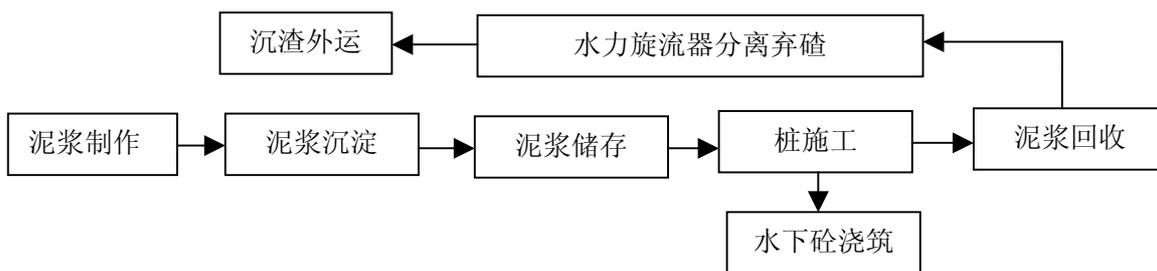 沉渣外运
水力旋流器分离弃碴
泥浆制作
泥浆沉淀
泥浆储存
桩施工
泥浆回收
水下砼浇筑